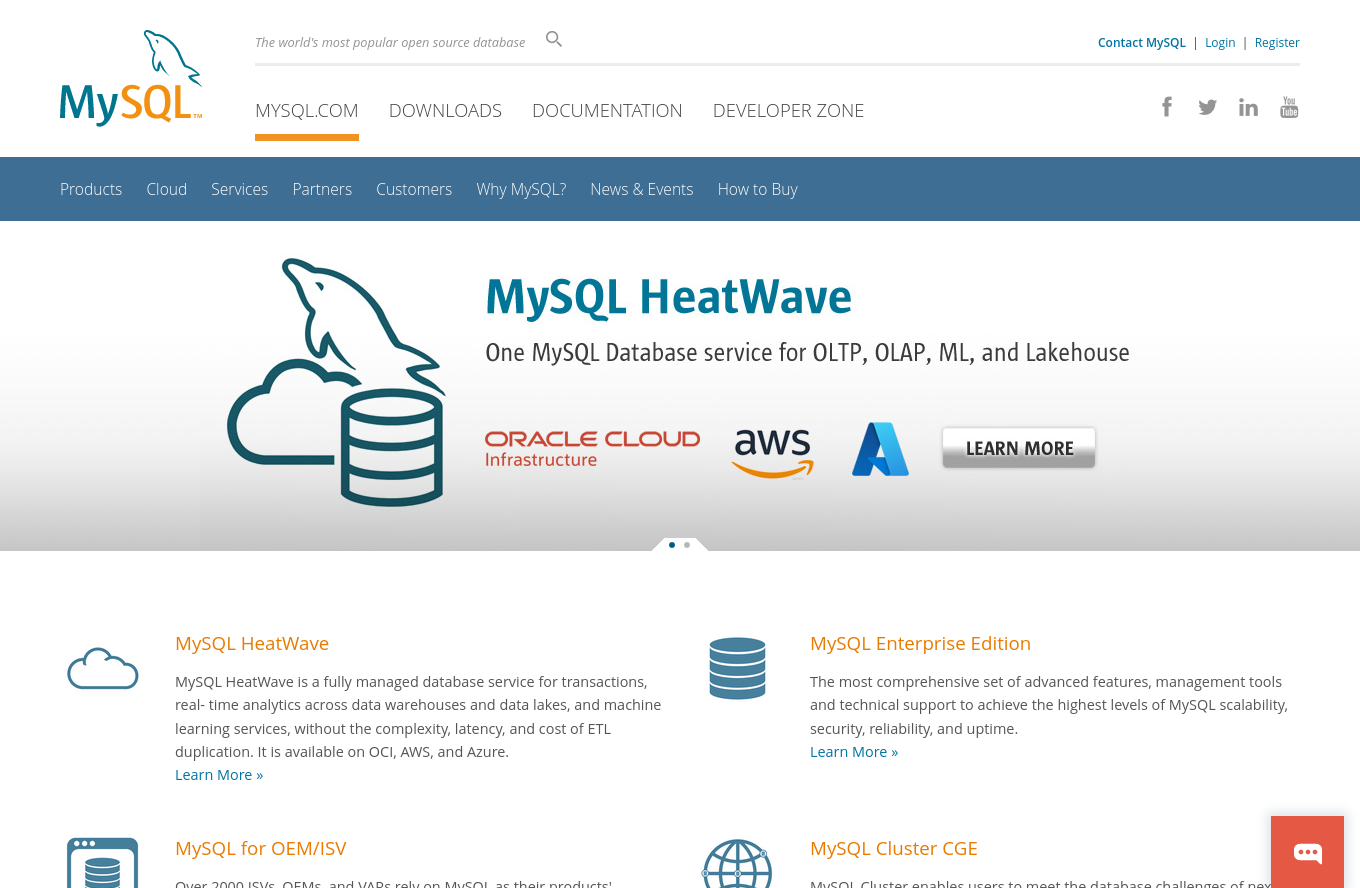 The world's most popular open source database
Contact MySQL | Login | Register
MySQL™
MYSQL.COM DOWNLOADS DOCUMENTATION DEVELOPER ZONE
f in You Tube
Products Cloud Services Partners Customers Why MySQL? News & Events How to Buy
MySQL HeatWave
One MySQL Database service for OLTP, OLAP, ML, and Lakehouse
ORACLE CLOUD
Infrastructure
aws
LEARN MORE
MySQL HeatWave
MySQL HeatWave is a fully managed database service for transactions,
real- time analytics across data warehouses and data lakes, and machine
learning services, without the complexity, latency, and cost of ETL
duplication. It is available on OCI, AWS, and Azure.
Learn More »
MySQL Enterprise Edition
The most comprehensive set of advanced features, management tools
and technical support to achieve the highest levels of MySQL scalability,
security, reliability, and uptime.
Learn More »
MySQL for OEM/ISV
Over 2000 ISVs, OEMs, and VARs rely on MySQL as their products'
MySQL Cluster CGE
MySQL Cluster enables users to meet the database challenges of